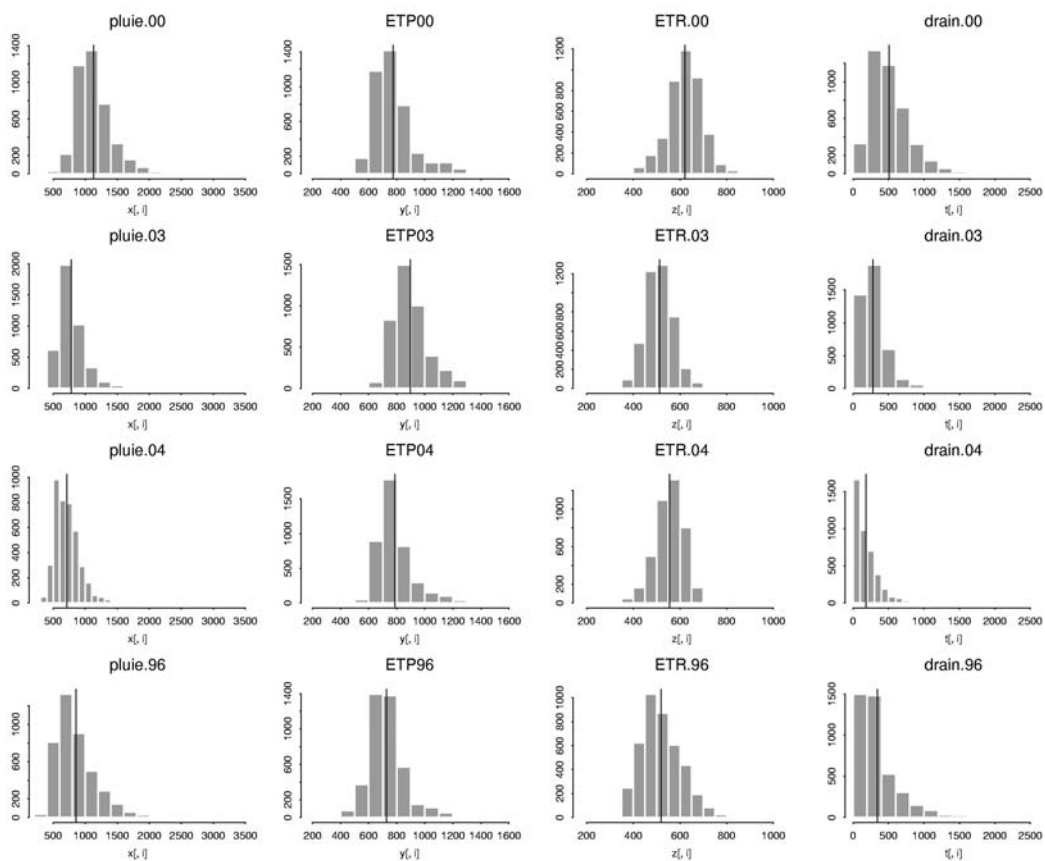 pluie.00
0 200 600 1000 1400
500 1000 1500 2000 2500 3500
x[, i]
ETP00
0 200 600 1000 1400
200 400 600 800 1000 1200 1400 1600
y[, i]
ETR.00
0 200 400 600 800 1200
200 400 600 800 1000
z[, i]
drain.00
0 200 600 1000
0 500 1000 1500 2000 2500
t[, i]
pluie.03
0 500 1000 1500 2000
500 1000 1500 2000 2500 3500
x[, i]
ETP03
0 500 1000 1500
200 400 600 800 1000 1200 1400 1600
y[, i]
ETR.03
0 200 400 600 800 1200
200 400 600 800 1000
z[, i]
drain.03
0 500 1000 1500
0 500 1000 1500 2000 2500
t[, i]
pluie.04
0 200 400 600 800 1000
500 1000 1500 2000 2500 3500
x[, i]
ETP04
0 500 1000 1500
200 400 600 800 1000 1200 1400 1600
y[, i]
ETR.04
0 200 600 1000
200 400 600 800 1000
z[, i]
drain.04
0 500 1000 1500
0 500 1000 1500 2000 2500
t[, i]
pluie.96
0 200 600 1000
500 1000 1500 2000 2500 3500
x[, i]
ETP96
0 200 600 1000 1400
200 400 600 800 1000 1200 1400 1600
y[, i]
ETR.96
0 200 400 600 800 1000
200 400 600 800 1000
z[, i]
drain.96
0 500 1000 1500
0 500 1000 1500 2000 2500
t[, i]